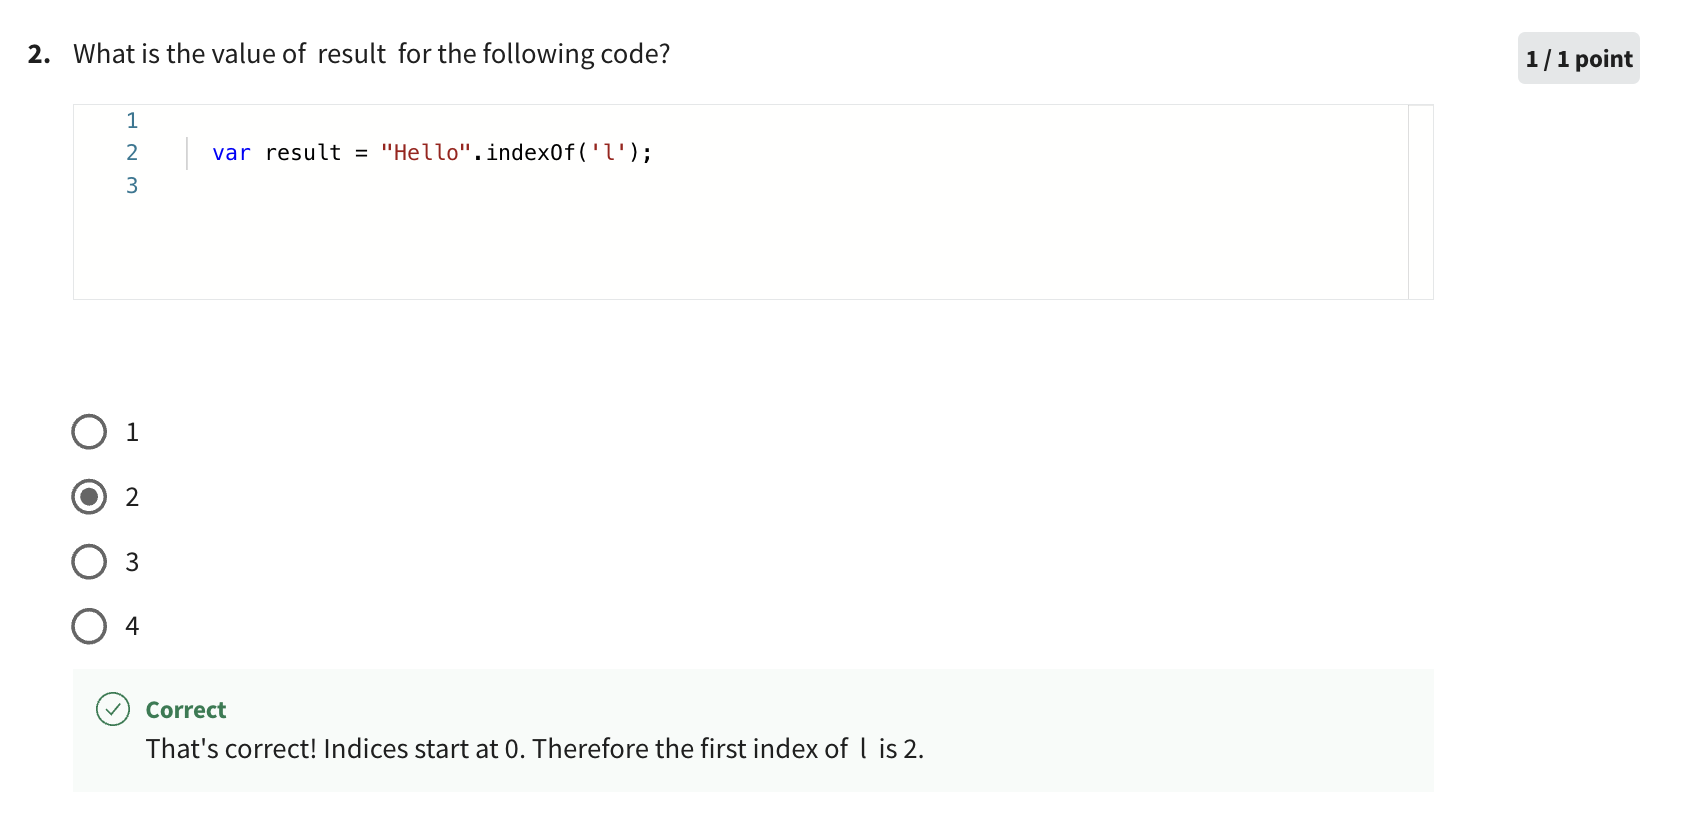 2. What is the value of result for the following code?
1 / 1 point
1
2 var result = "Hello".indexOf('l');
3
1
2
3
4
Correct
That's correct! Indices start at 0. Therefore the first index of l is 2.